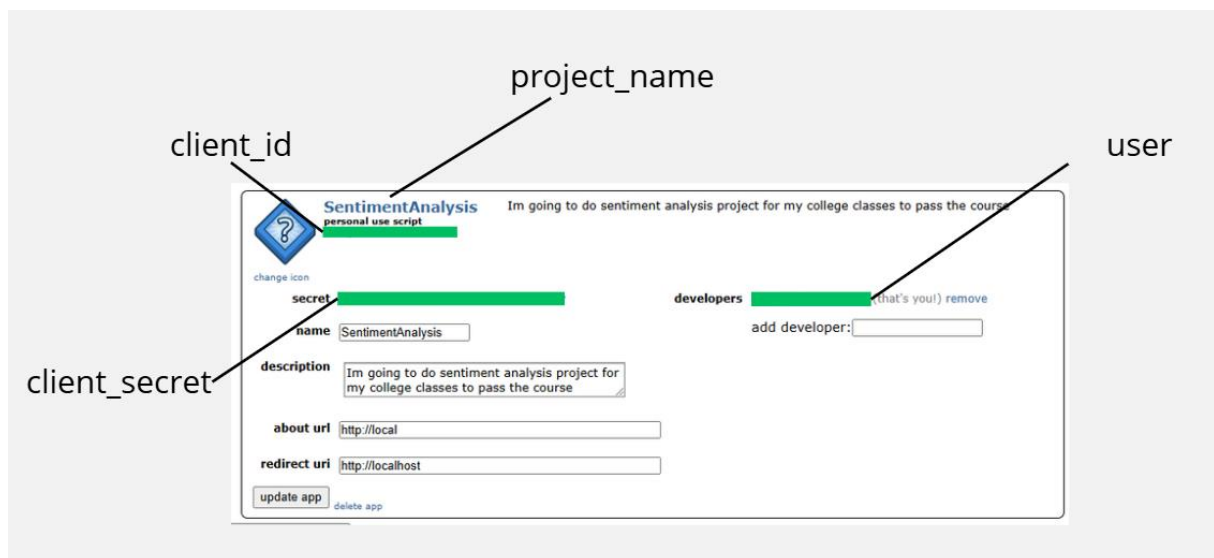 project_name
client_id
user
SentimentAnalysis
Im going to do sentiment analysis project for my college classes to pass the course
personal use script
change icon
secret
developers (that's you!) remove
name SentimentAnalysis
add developer:
description
Im going to do sentiment analysis project for
my college classes to pass the course
client_secret
about url http://local
redirect uri http://localhost
update app delete app